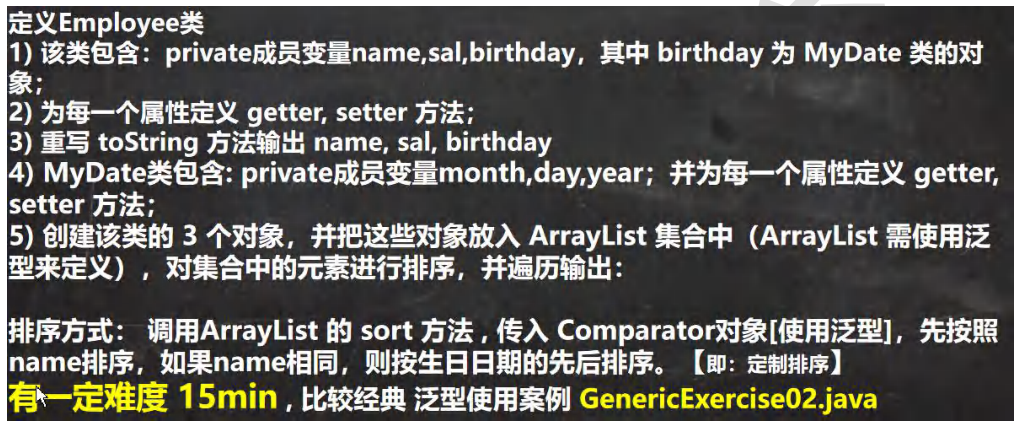 定义Employee类
1) 该类包含：private成员变量name,sal,birthday，其中 birthday 为 MyDate 类的对
象；
2) 为每一个属性定义 getter, setter 方法；
3) 重写 toString 方法输出 name, sal, birthday
4) MyDate类包含: private成员变量month,day,year；并为每一个属性定义 getter,
setter 方法；
5) 创建该类的 3 个对象，并把这些对象放入 ArrayList 集合中（ArrayList 需使用泛
型来定义），对集合中的元素进行排序，并遍历输出：
排序方式： 调用ArrayList 的 sort 方法 , 传入 Comparator对象[使用泛型]，先按照
name排序，如果name相同，则按生日日期的先后排序。【即：定制排序】
有一定难度 15min , 比较经典 泛型使用案例 GenericExercise02.java